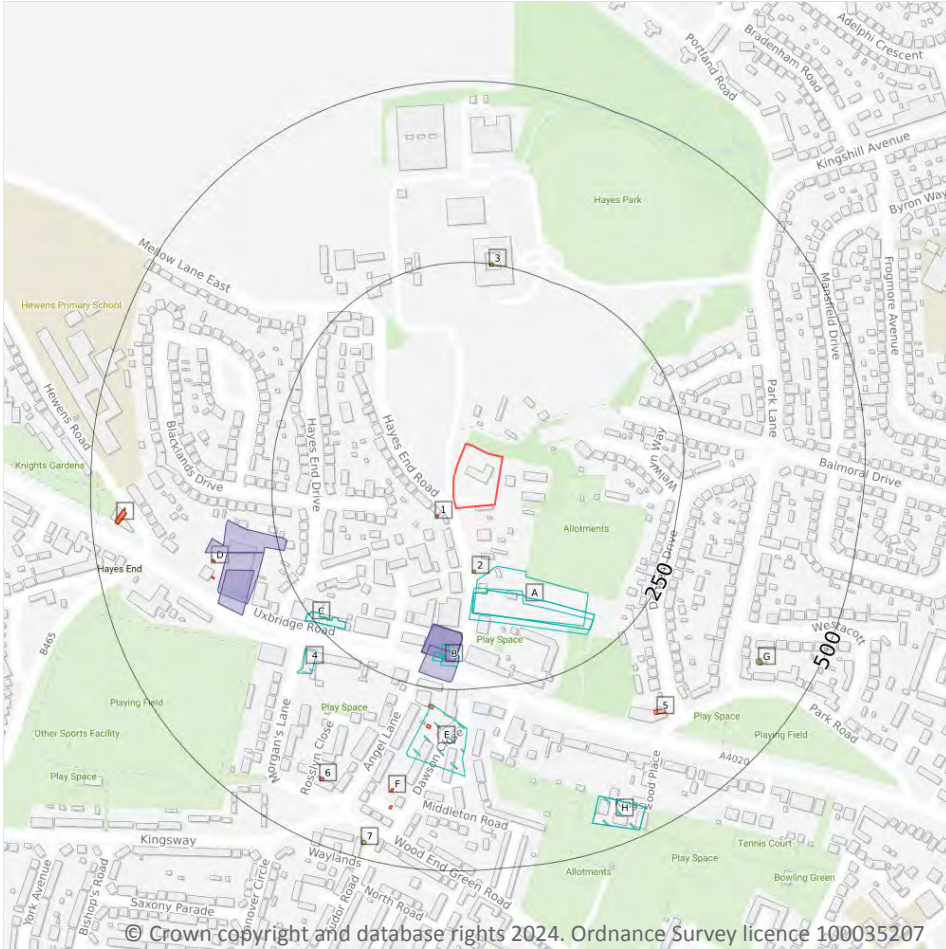 Adelphi Crescent
Bradenham Road
Portland Road
Kingshill Avenue
Byron Way
Hayes Park
Mellow Lane East
3
Hewens Primary School
Mansfield Drive
Frogmore Avenue
Hewens Road
Blacklands Drive
Hayes End Drive
Hayes End Road
Park Lane
Welwyn Way
Balmoral Drive
Knights Gardens
1
Allotments
Hayes End
D
2
250
A
C
Uxbridge Road
Play Space
B
4
Westacott
500
G
B465
Playing Field
Play Space
5
Play Space
Park Road
Other Sports Facility
Morgan's Lane
Rosslyn Close
Angel Lane
E
Playing Field
A4020
Play Space
6
F
Dawson
Middleton Road
H
Kingsway
7
Waylands
Wood End Green Road
Tennis Court
Play Space
Allotments
Bowling Green
York Avenue
Bishop's Road
Saxony Parade
North Road
© Crown copyright and database rights 2024. Ordnance Survey licence 100035207